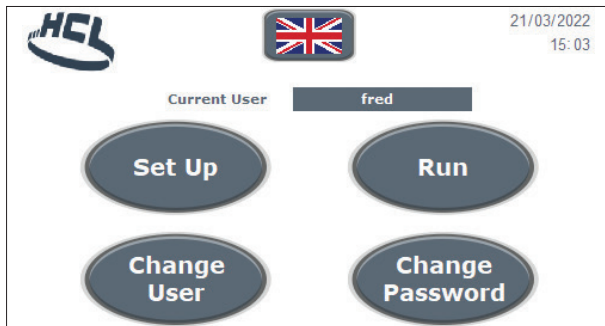 HCL
21/03/2022
15:03
Current User fred
Set Up
Run
Change
User
Change
Password